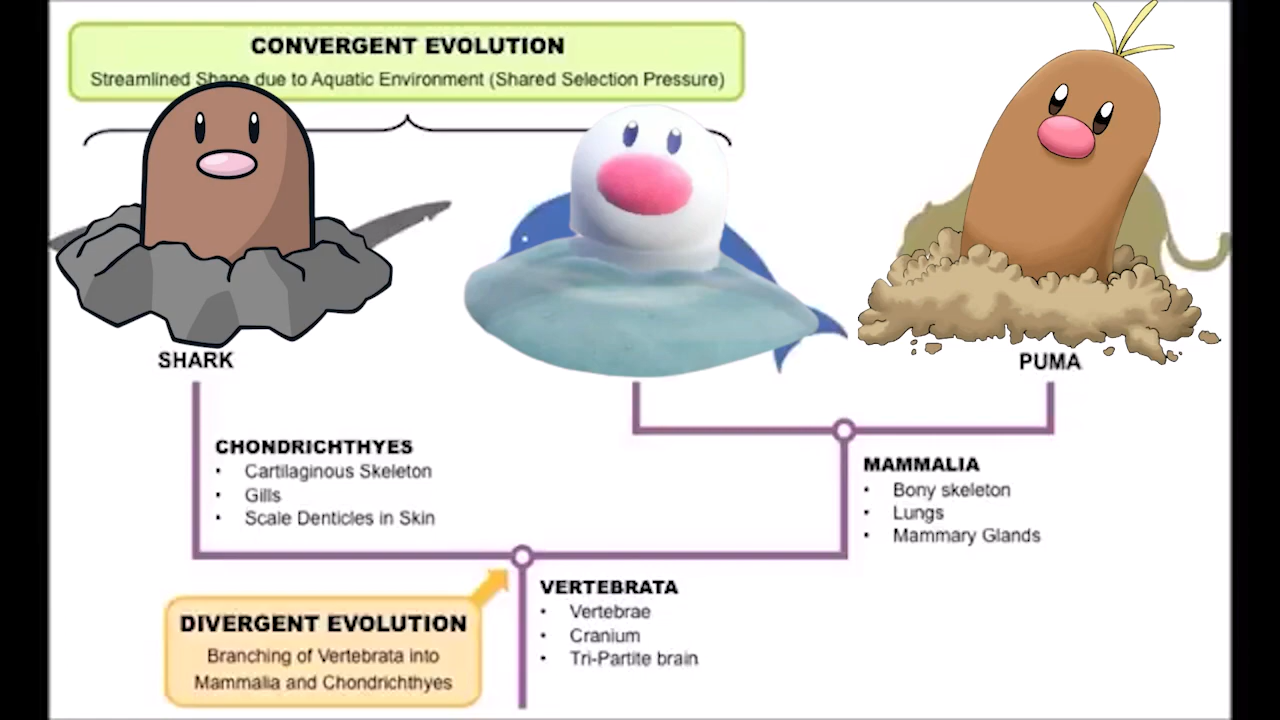 CONVERGENT EVOLUTION
Streamlined Shape due to Aquatic Environment (Shared Selection Pressure)
SHARK
PUMA
CHONDRICHTHYES
• Cartilaginous Skeleton
• Gills
• Scale Denticles in Skin
MAMMALIA
• Bony skeleton
• Lungs
• Mammary Glands
VERTEBRATA
• Vertebrae
• Cranium
• Tri-Partite brain
DIVERGENT EVOLUTION
Branching of Vertebrata into
Mammalia and Chondrichthyes